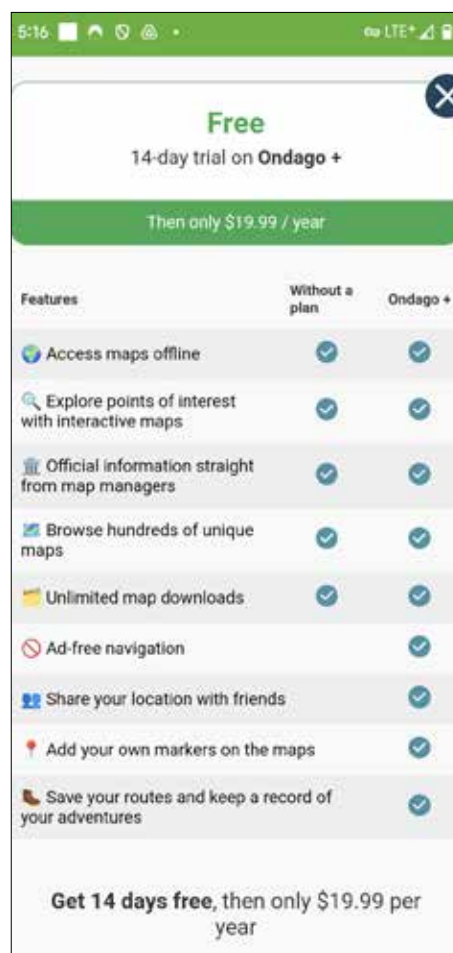 5:16 LTE+
Free
14-day trial on Ondago +
Then only $19.99 / year
Features Without a plan Ondago +
Access maps offline
Explore points of interest
with interactive maps
Official information straight
from map managers
Browse hundreds of unique
maps
Unlimited map downloads
Ad-free navigation
Share your location with friends
Add your own markers on the maps
Save your routes and keep a record of
your adventures
Get 14 days free, then only $19.99 per
year